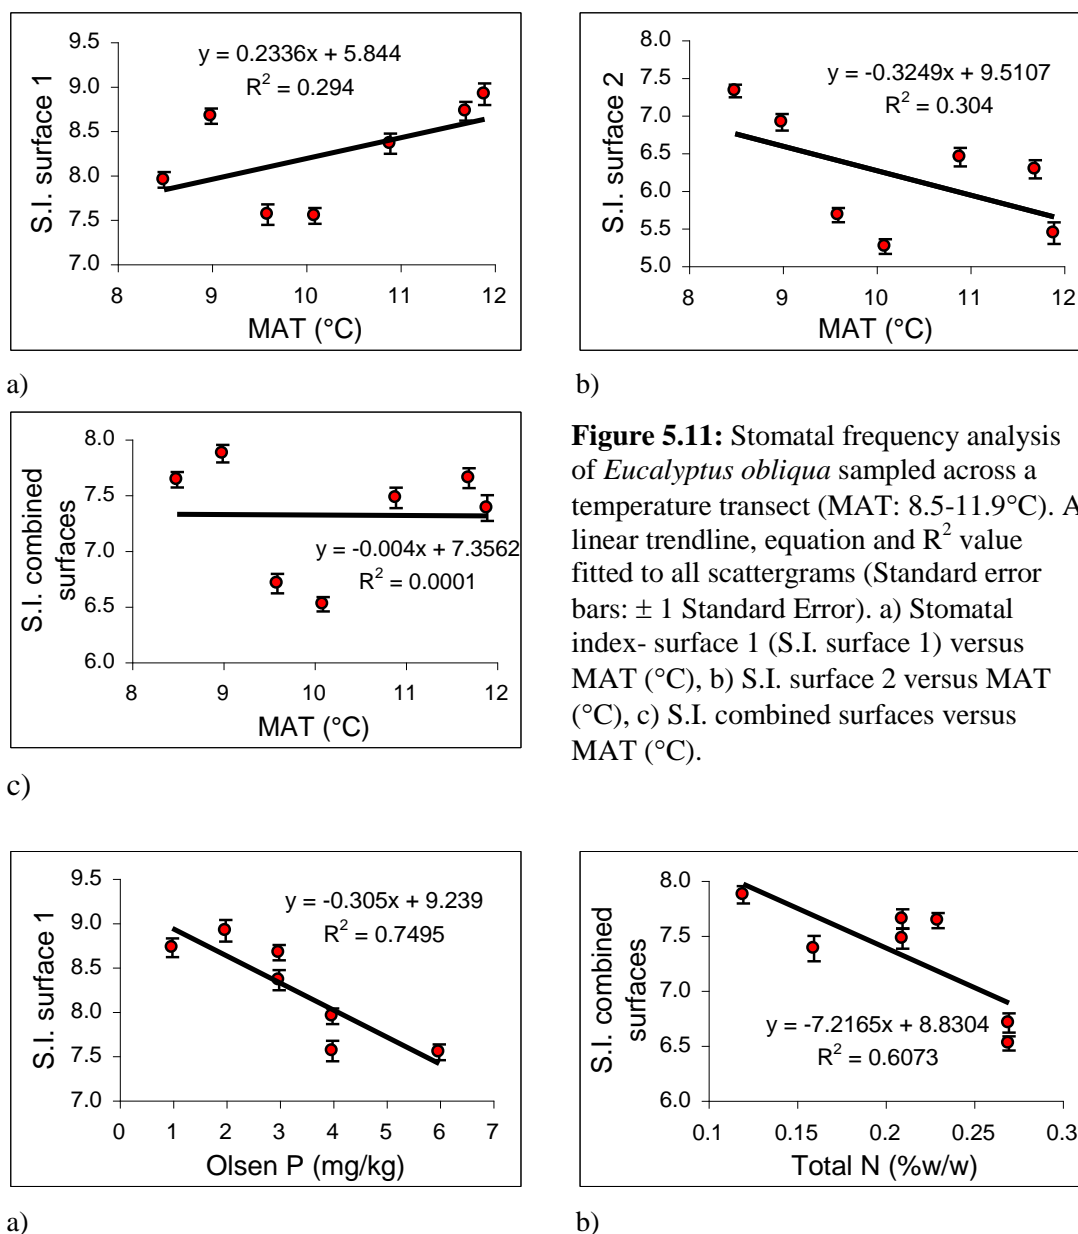 9.5
9.0
8.5
8.0
7.5
7.0
S.I. surface 1
y = 0.2336x + 5.844
R² = 0.294
8 9 10 11 12
MAT (°C)
a)
8.0
7.5
7.0
6.5
6.0
5.5
5.0
S.I. surface 2
y = -0.3249x + 9.5107
R² = 0.304
8 9 10 11 12
MAT (°C)
b)
8.0
7.5
7.0
6.5
6.0
S.I. combined
surfaces
y = -0.004x + 7.3562
R² = 0.0001
8 9 10 11 12
MAT (°C)
c)
Figure 5.11: Stomatal frequency analysis
of Eucalyptus obliqua sampled across a
temperature transect (MAT: 8.5-11.9°C). A
linear trendline, equation and R² value
fitted to all scattergrams (Standard error
bars: ± 1 Standard Error). a) Stomatal
index- surface 1 (S.I. surface 1) versus
MAT (°C), b) S.I. surface 2 versus MAT
(°C), c) S.I. combined surfaces versus
MAT (°C).
9.5
9.0
8.5
8.0
7.5
7.0
S.I. surface 1
y = -0.305x + 9.239
R² = 0.7495
0 1 2 3 4 5 6 7
Olsen P (mg/kg)
a)
8.0
7.5
7.0
6.5
6.0
S.I. combined
surfaces
y = -7.2165x + 8.8304
R² = 0.6073
0.1 0.15 0.2 0.25 0.3
Total N (%w/w)
b)